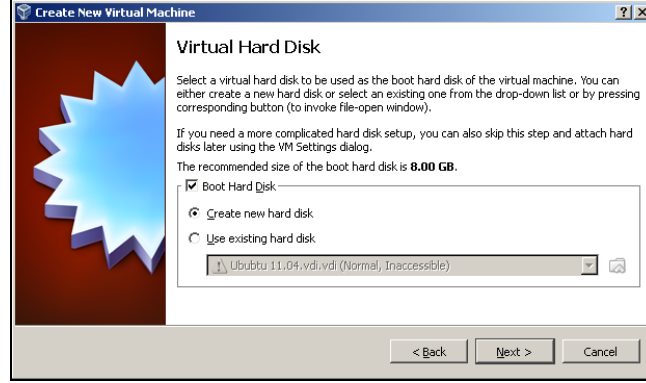 Create New Virtual Machine
Virtual Hard Disk
Select a virtual hard disk to be used as the boot hard disk of the virtual machine. You can
either create a new hard disk or select an existing one from the drop-down list or by pressing
corresponding button (to invoke file-open window).
If you need a more complicated hard disk setup, you can also skip this step and attach hard
disks later using the VM Settings dialog.
The recommended size of the boot hard disk is 8.00 GB.
Boot Hard Disk
Create new hard disk
Use existing hard disk
Ububtu 11.04.vdi.vdi (Normal, Inaccessible)
< Back Next > Cancel